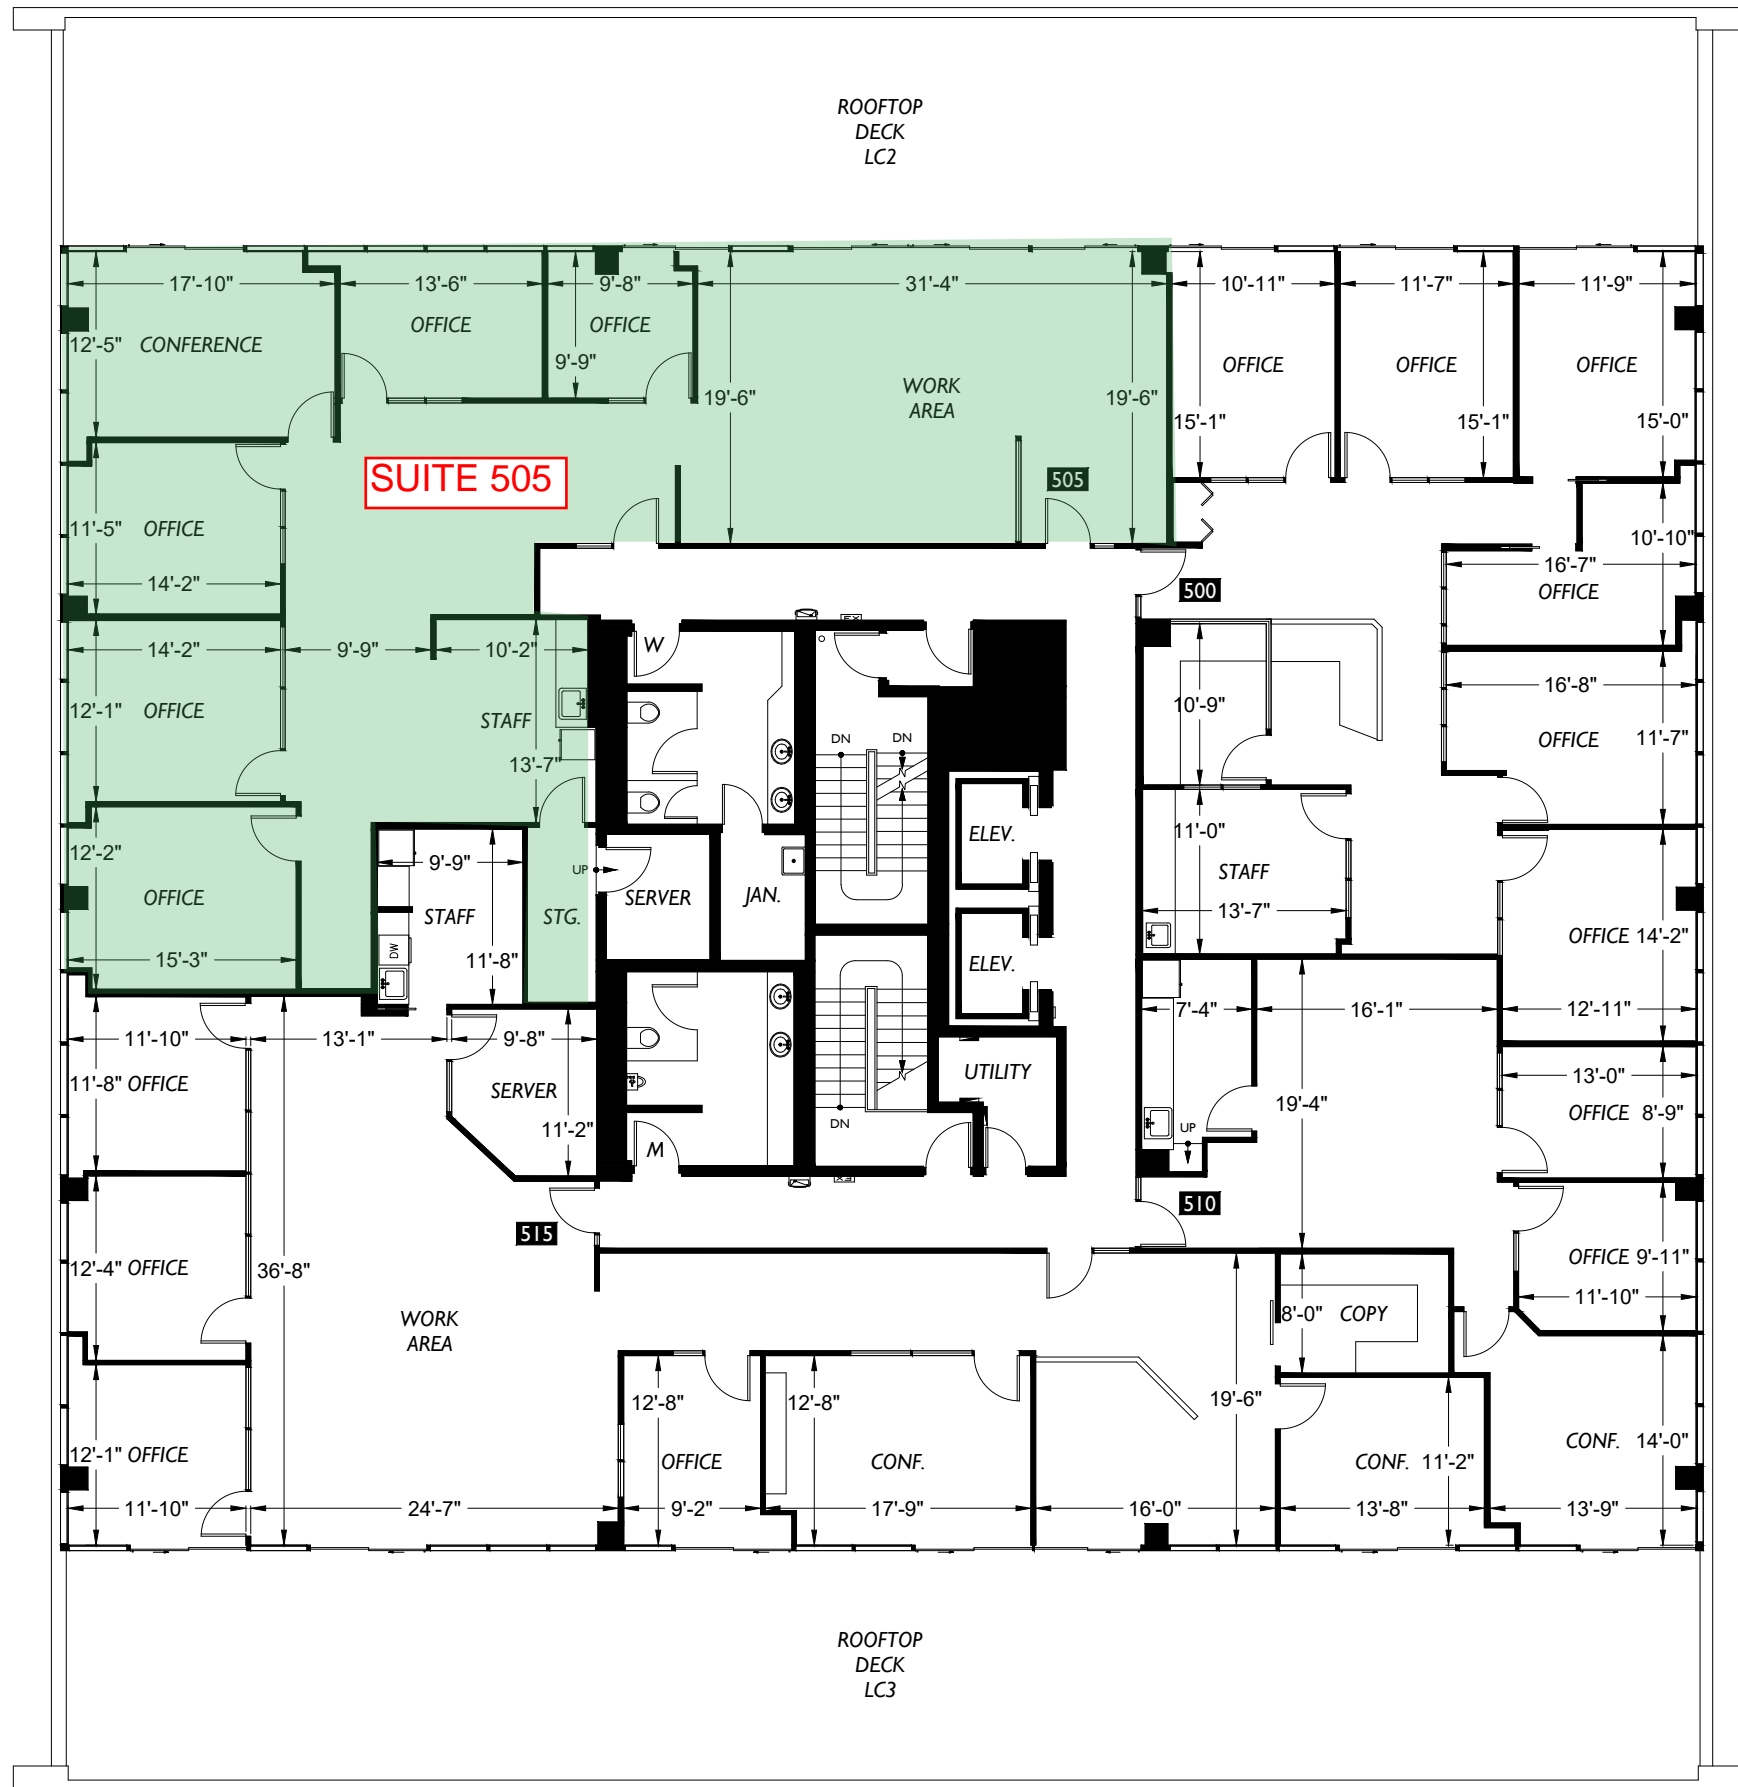 ROOFTOP
DECK
LC2
17'-10"
13'-6"
9'-8"
31'-4"
10'-11"
11'-7"
11'-9"
12'-5"
CONFERENCE
OFFICE
OFFICE
9'-9"
19'-6"
WORK
AREA
19'-6"
OFFICE
15'-1"
OFFICE
15'-1"
OFFICE
15'-0"
SUITE 505
505
11'-5"
OFFICE
14'-2"
10'-10"
16'-7"
OFFICE
500
EX
W
14'-2"
9'-9"
10'-2"
12'-1"
OFFICE
STAFF
13'-7"
DN
DN
10'-9"
16'-8"
OFFICE
11'-7"
12'-2"
OFFICE
15'-3"
9'-9"
STAFF
DW
11'-8"
STG.
UP
SERVER
JAN.
ELEV.
ELEV.
11'-0"
STAFF
13'-7"
OFFICE
14'-2"
12'-11"
11'-10"
13'-1"
9'-8"
11'-8"
OFFICE
SERVER
11'-2"
M
DN
UTILITY
7'-4"
16'-1"
19'-4"
UP
13'-0"
OFFICE
8'-9"
EX
515
510
12'-4"
OFFICE
36'-8"
OFFICE
9'-11"
11'-10"
WORK
AREA
8'-0"
COPY
12'-8"
12'-8"
19'-6"
12'-1"
OFFICE
11'-10"
24'-7"
OFFICE
9'-2"
CONF.
17'-9"
16'-0"
CONF.
11'-2"
13'-8"
CONF.
14'-0"
13'-9"
ROOFTOP
DECK
LC3